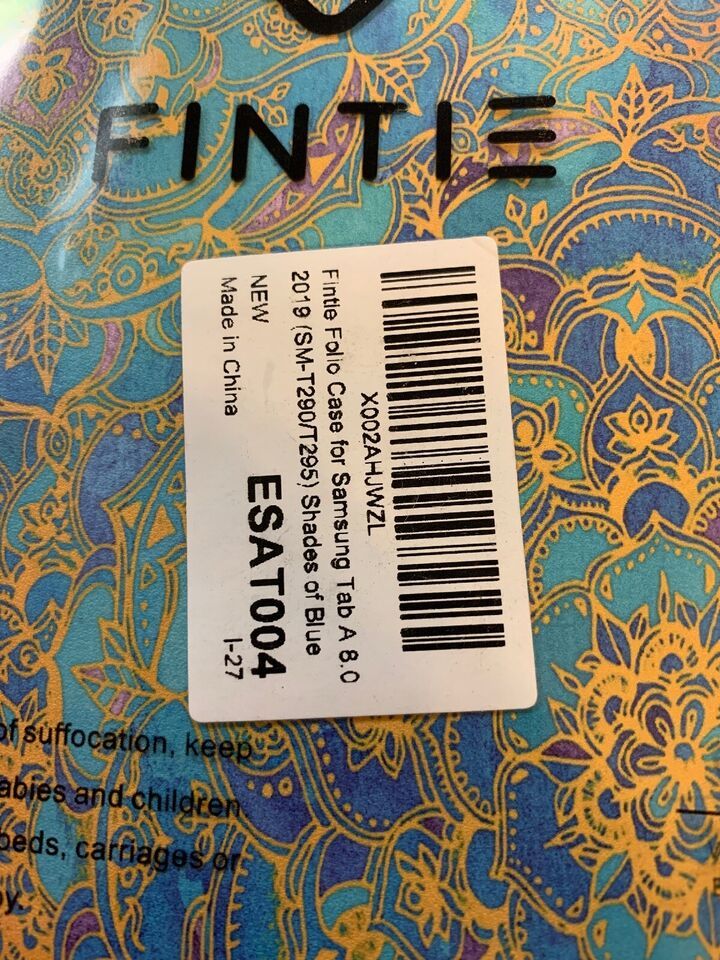 FINTIE
X002AHJWZL
Fintie Folio Case for Samsung Tab A 8.0
2019 (SM-T290/T295) Shades of Blue
NEW
Made in China
ESAT004
I-27
of suffocation, keep
abies and children
beds, carriages or
y.